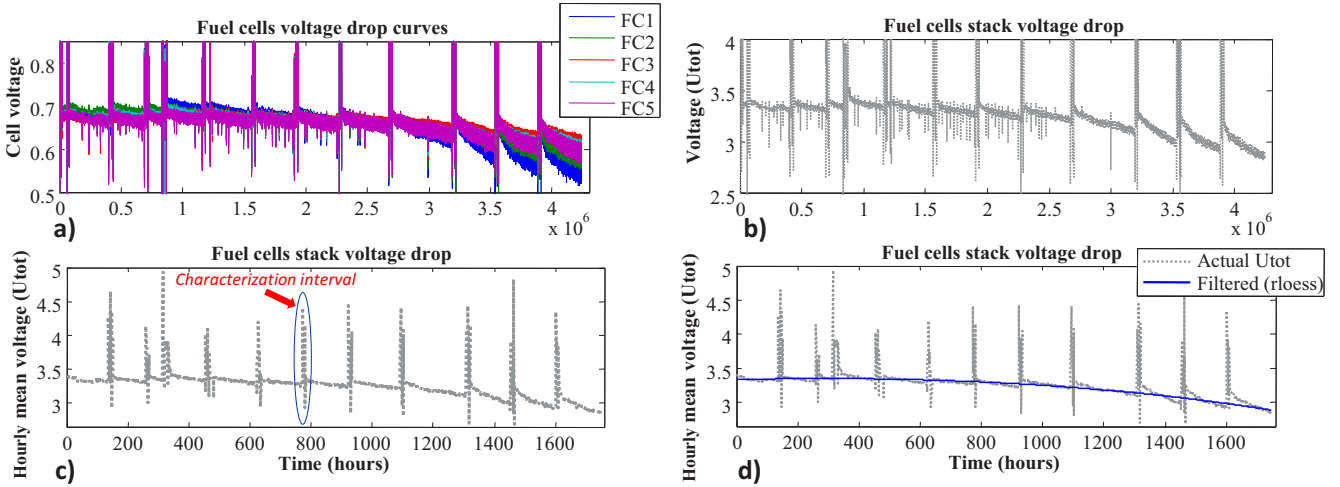 Fuel cells voltage drop curves
Cell voltage
0.8
0.7
0.6
0.5
0 0.5 1 1.5 2 2.5 3 3.5 4
x 10^6
FC1
FC2
FC3
FC4
FC5
a)
Fuel cells stack voltage drop
Voltage (Utot)
4
3.5
3
2.5
0 0.5 1 1.5 2 2.5 3 3.5 4
x 10^6
b)
Fuel cells stack voltage drop
Hourly mean voltage (Utot)
5
4.5
4
3.5
3
0 200 400 600 800 1000 1200 1400 1600
Time (hours)
Characterization interval
c)
Fuel cells stack voltage drop
Hourly mean voltage (Utot)
5
4.5
4
3.5
3
0 200 400 600 800 1000 1200 1400 1600
Time (hours)
Actual Utot
Filtered (rloess)
d)